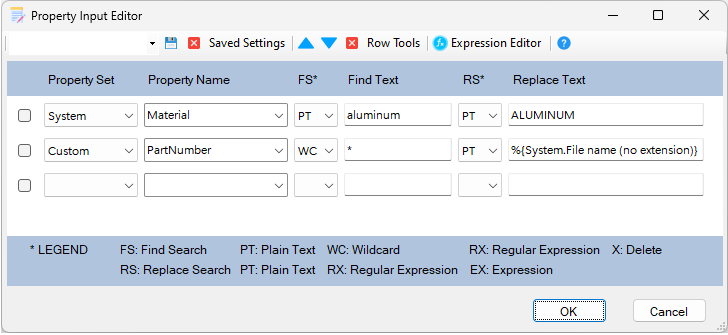 Property Input Editor
Saved Settings Row Tools fx Expression Editor ?
Property Set Property Name FS* Find Text RS* Replace Text
System Material PT aluminum PT ALUMINUM
Custom PartNumber WC * PT %{System.File name (no extension)}
* LEGEND FS: Find Search PT: Plain Text WC: Wildcard RX: Regular Expression X: Delete
RS: Replace Search PT: Plain Text RX: Regular Expression EX: Expression
OK Cancel